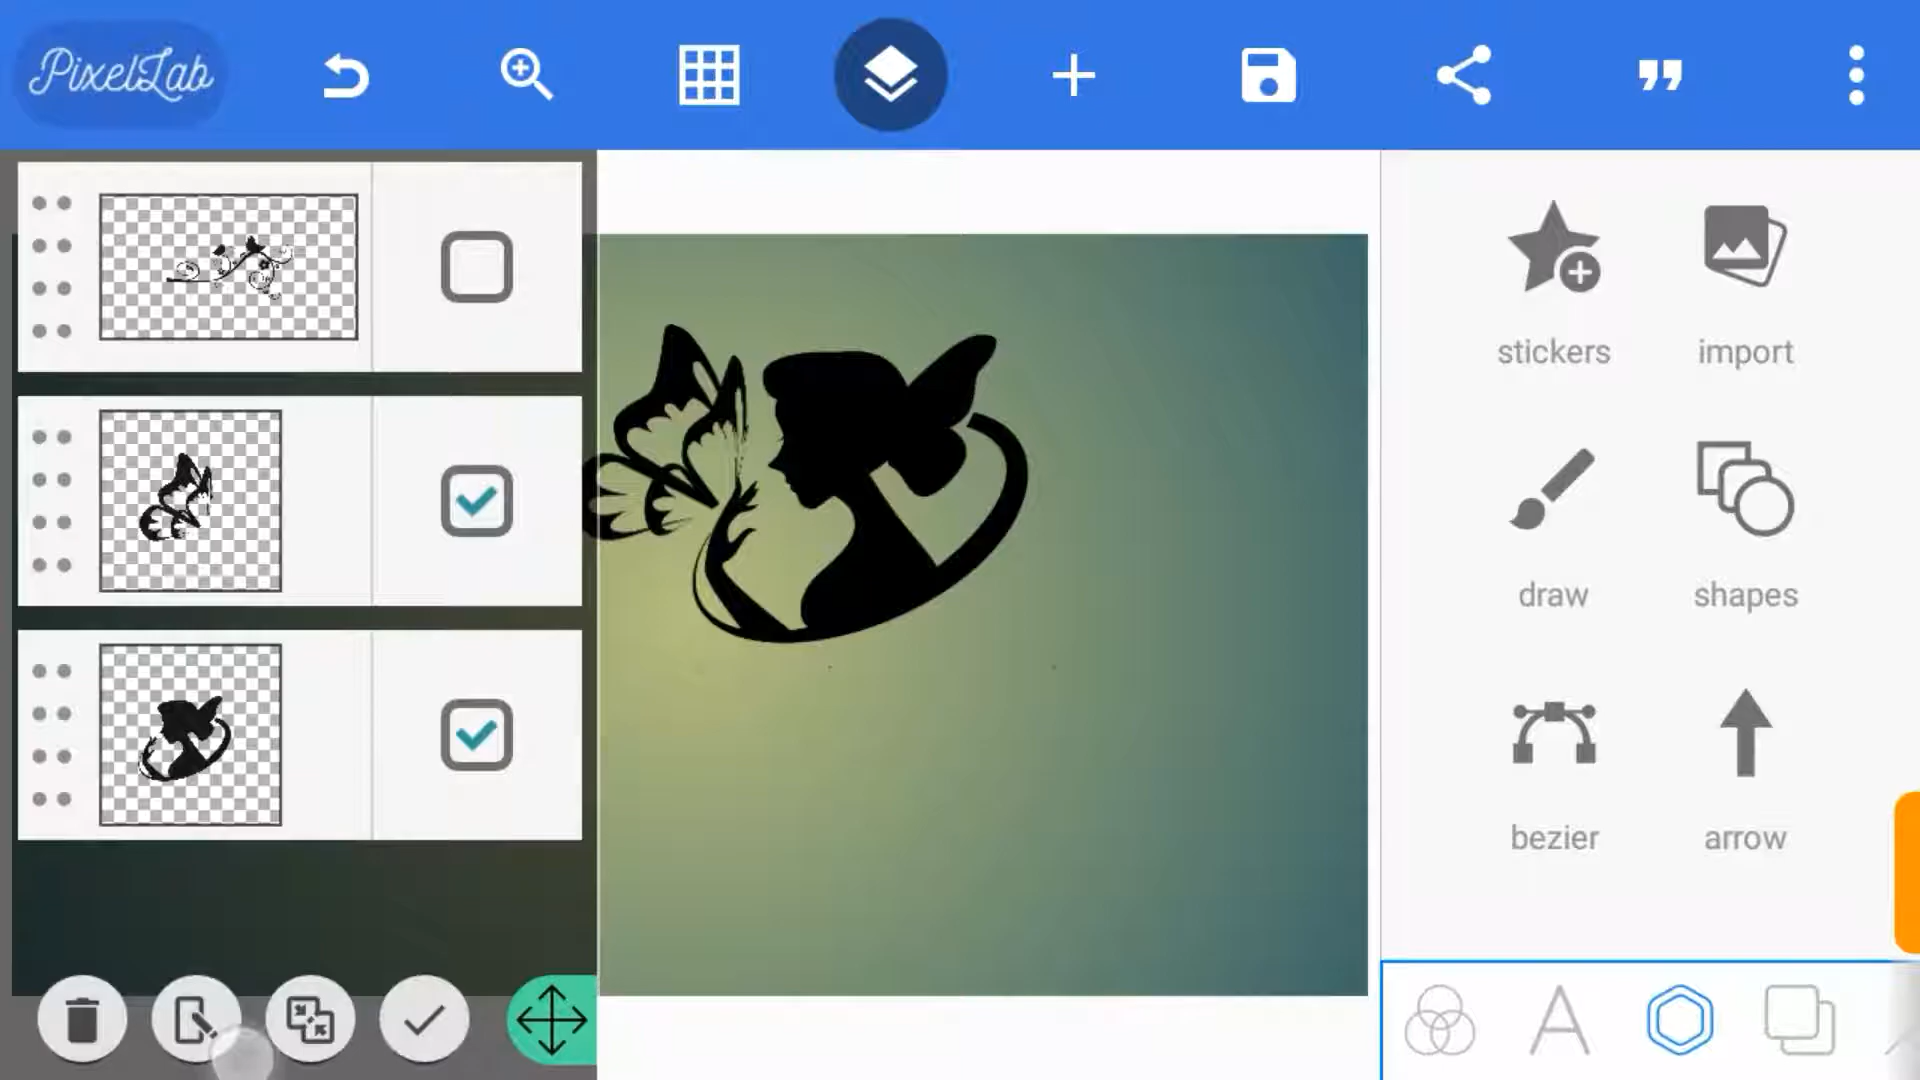 PixelLab
stickers
import
draw
shapes
bezier
arrow